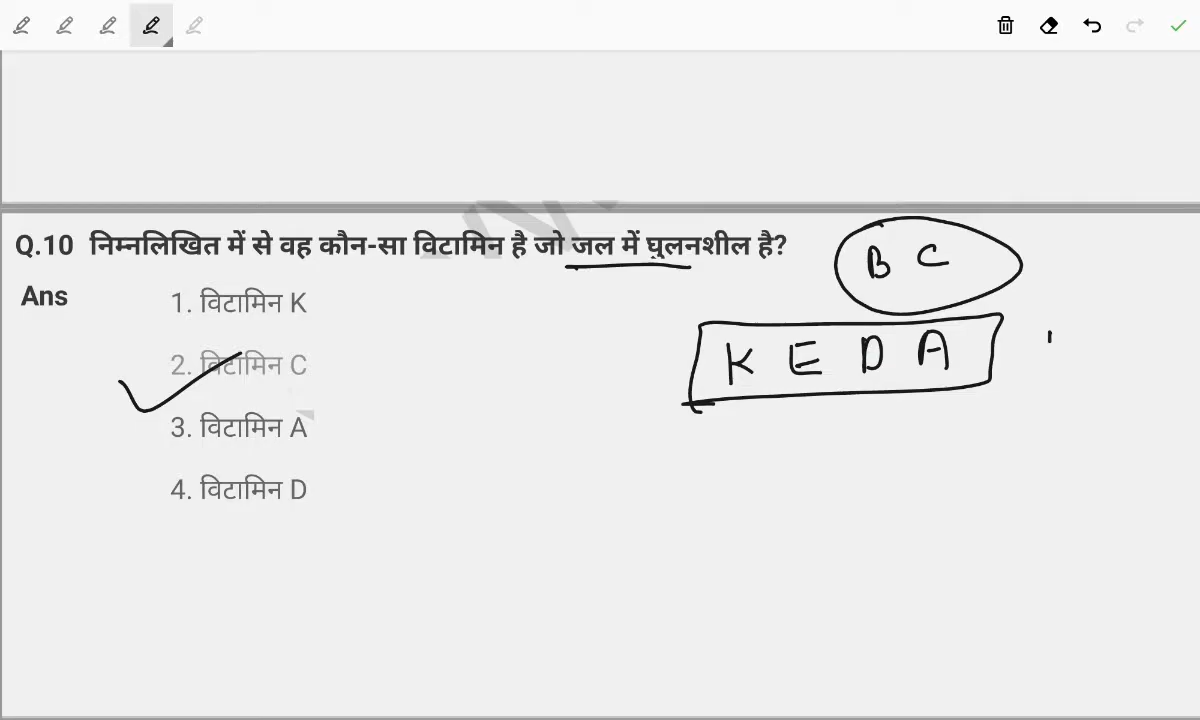 Q.10 निम्नलिखित में से वह कौन-सा विटामिन है जो जल में घुलनशील है?
B C
Ans
1. विटामिन K
K E D A
2. विटामिन C
3. विटामिन A
4. विटामिन D